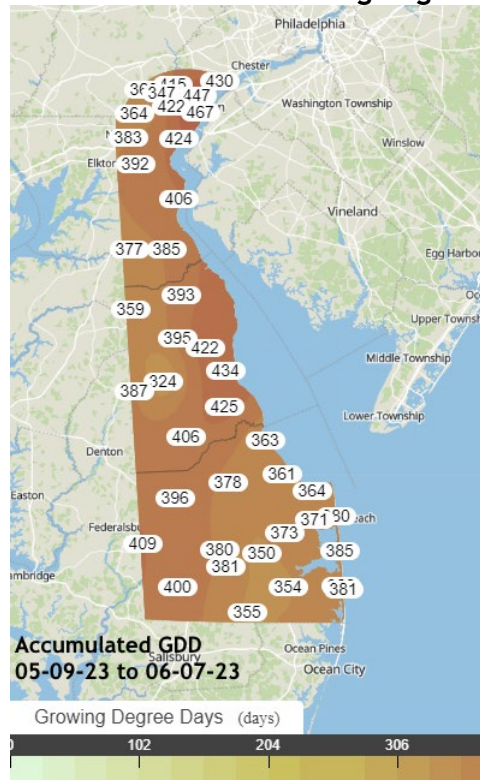 Philadelphia
Chester
430
415
347
447
422
467
364
Washington Township
383
424
Elkton
392
Winslow
406
Vineland
377
385
Egg Harbor
393
359
Upper Township
395
422
Middle Township
434
324
387
425
Lower Township
406
363
Denton
361
378
364
Easton
396
371
Federalsbu
373
409
380
350
385
381
400
354
381
355
Accumulated GDD
05-09-23 to 06-07-23
Salisbury
Ocean Pines
Ocean City
Growing Degree Days (days)
0 102 204 306